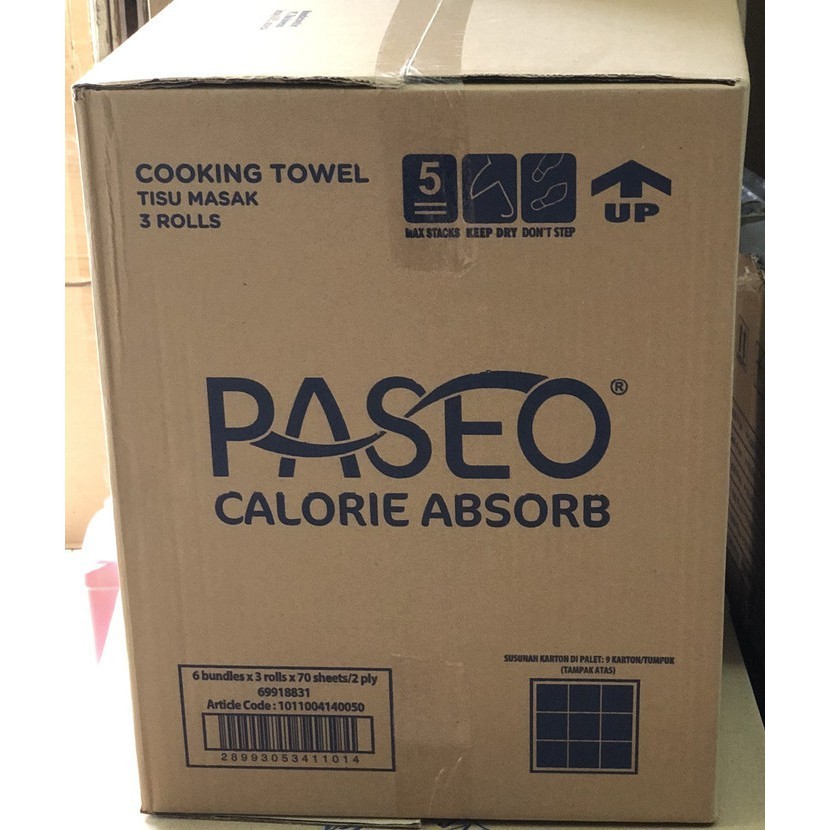 COOKING TOWEL
TISU MASAK
3 ROLLS
5
MAX STACKS KEEP DRY DON'T STEP
UP
PASEO®
CALORIE ABSORB
6 bundles x 3 rolls x 70 sheets/2 ply
69918831
Article Code : 1011004140050
28993053411014
SUSUNAN KARTON DI PALET: 9 KARTON/TUMPUK
(TAMPAK ATAS)